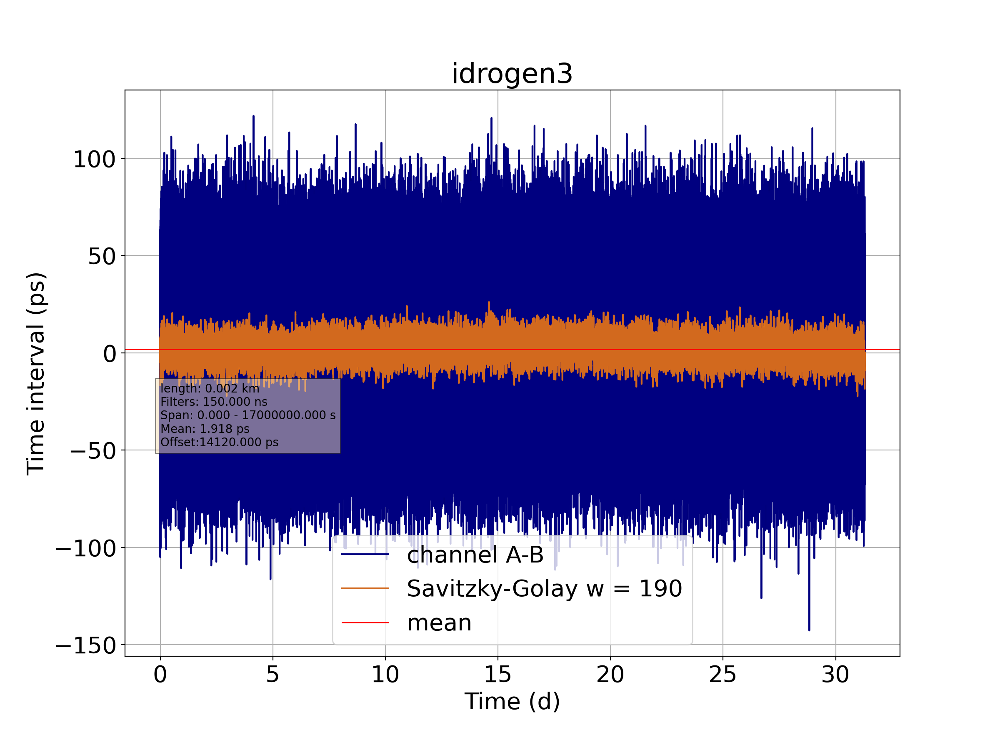 idrogen3
Time interval (ps)
100
50
0
−50
−100
−150
length: 0.002 km
Filters: 150.000 ns
Span: 0.000 - 17000000.000 s
Mean: 1.918 ps
Offset:14120.000 ps
channel A-B
Savitzky-Golay w = 190
mean
0 5 10 15 20 25 30
Time (d)